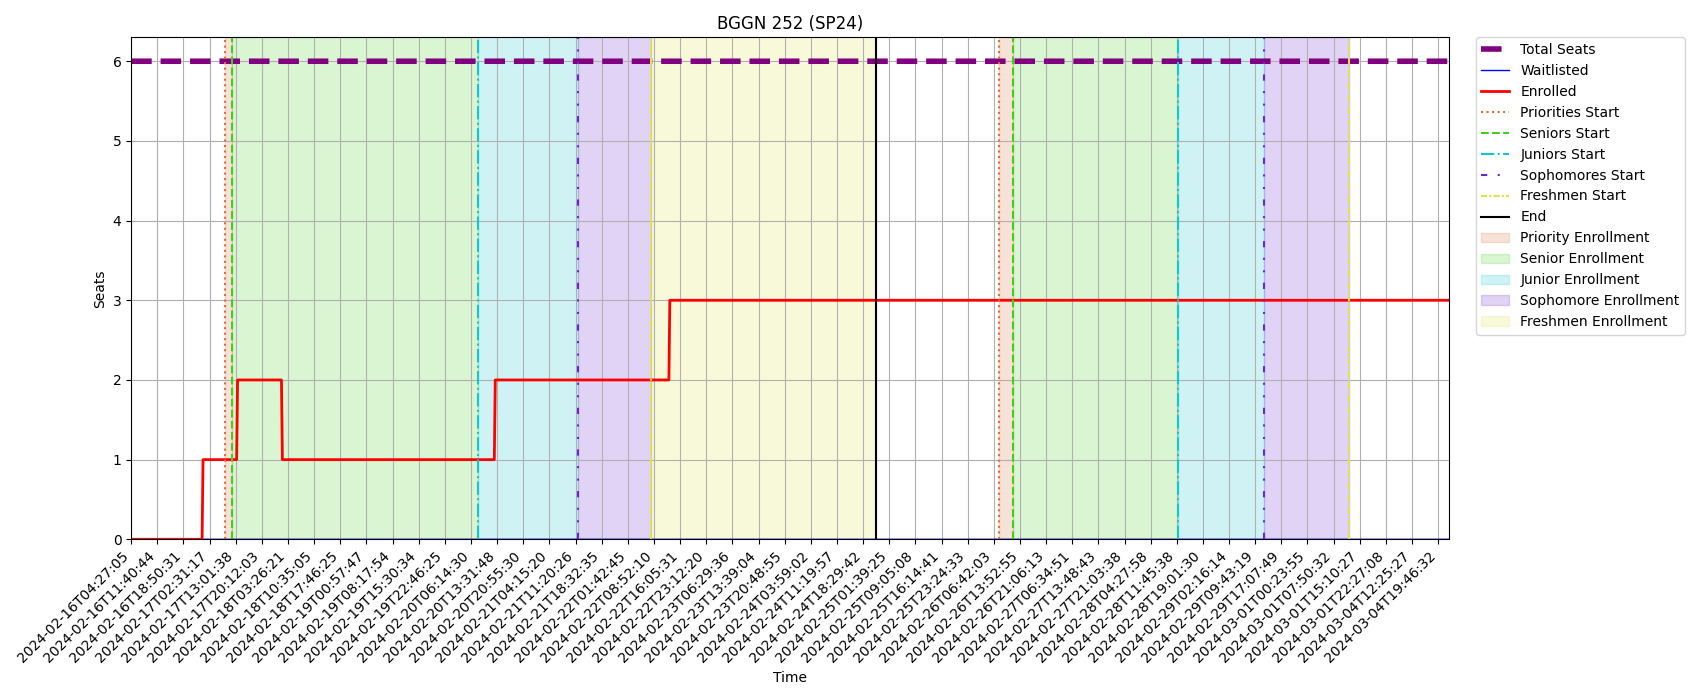 BGGN 252 (SP24)
Seats
6
5
4
3
2
1
0
2024-02-16T04:27:05
2024-02-16T11:40:44
2024-02-16T18:50:31
2024-02-17T02:31:17
2024-02-17T13:01:38
2024-02-17T20:12:03
2024-02-18T03:26:21
2024-02-18T10:35:05
2024-02-18T17:46:25
2024-02-19T00:57:47
2024-02-19T08:17:54
2024-02-19T15:30:34
2024-02-19T22:46:25
2024-02-20T06:14:30
2024-02-20T13:31:48
2024-02-20T20:55:30
2024-02-21T04:15:20
2024-02-21T11:20:26
2024-02-21T18:32:35
2024-02-22T01:42:45
2024-02-22T08:52:10
2024-02-22T16:05:31
2024-02-22T23:12:20
2024-02-23T06:29:36
2024-02-23T13:39:04
2024-02-23T20:48:55
2024-02-24T03:59:02
2024-02-24T11:19:57
2024-02-24T18:29:42
2024-02-25T01:39:25
2024-02-25T09:05:08
2024-02-25T16:14:41
2024-02-25T23:24:33
2024-02-26T06:42:03
2024-02-26T13:52:55
2024-02-26T21:06:13
2024-02-27T06:34:51
2024-02-27T13:48:43
2024-02-27T21:03:38
2024-02-28T04:27:58
2024-02-28T11:45:38
2024-02-28T19:01:30
2024-02-29T02:16:14
2024-02-29T09:43:19
2024-02-29T17:07:49
2024-03-01T00:23:55
2024-03-01T07:50:32
2024-03-01T15:10:27
2024-03-01T22:27:08
2024-03-04T12:25:27
2024-03-04T19:46:32
Time
Total Seats
Waitlisted
Enrolled
Priorities Start
Seniors Start
Juniors Start
Sophomores Start
Freshmen Start
End
Priority Enrollment
Senior Enrollment
Junior Enrollment
Sophomore Enrollment
Freshmen Enrollment